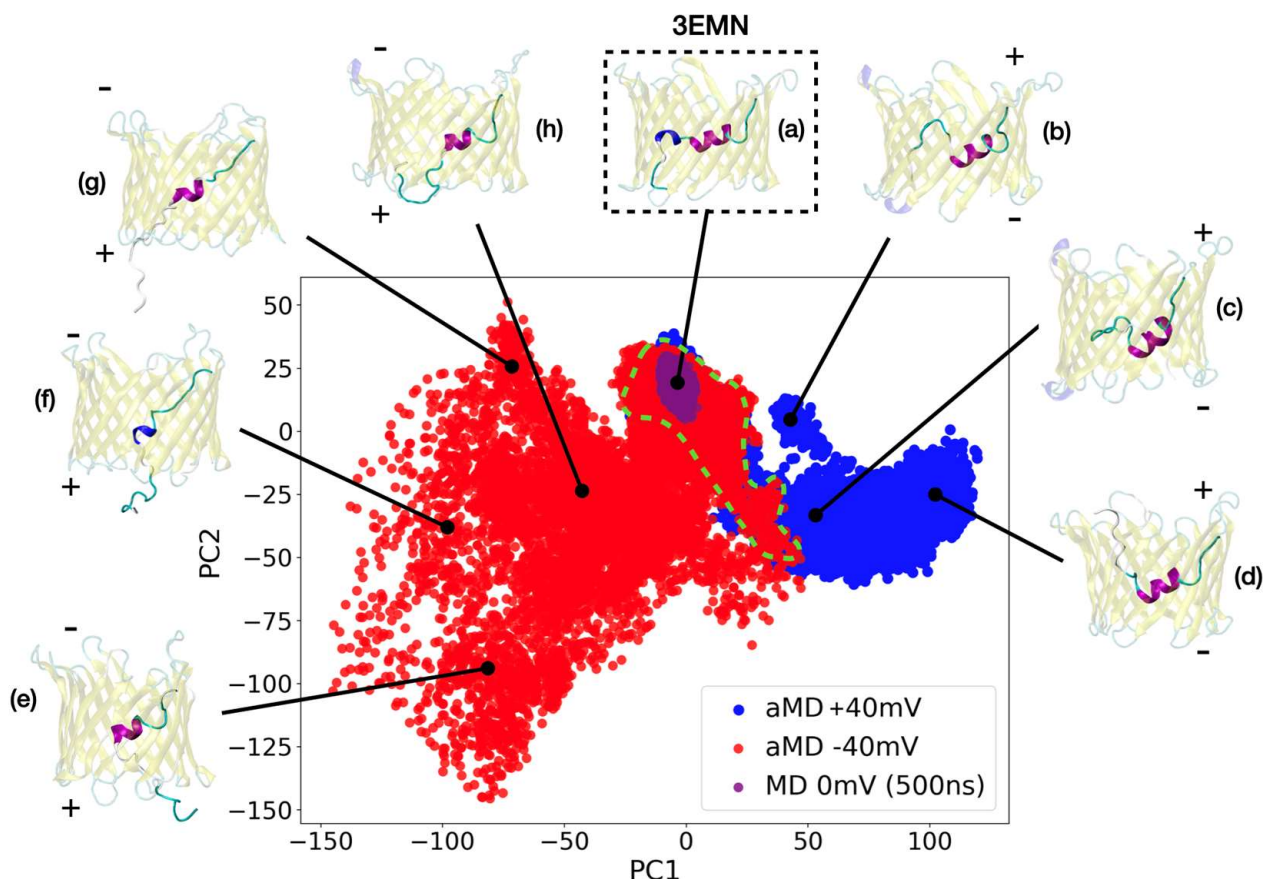 3EMN
- (h)
(a)
+ (b) -
- (g) +
+
+ (c) -
- (f) +
+ (d) -
- (e) +
50
25
0
−25
−50
−75
−100
−125
−150
PC2
−150 −100 −50 0 50 100
PC1
aMD +40mV
aMD -40mV
MD 0mV (500ns)